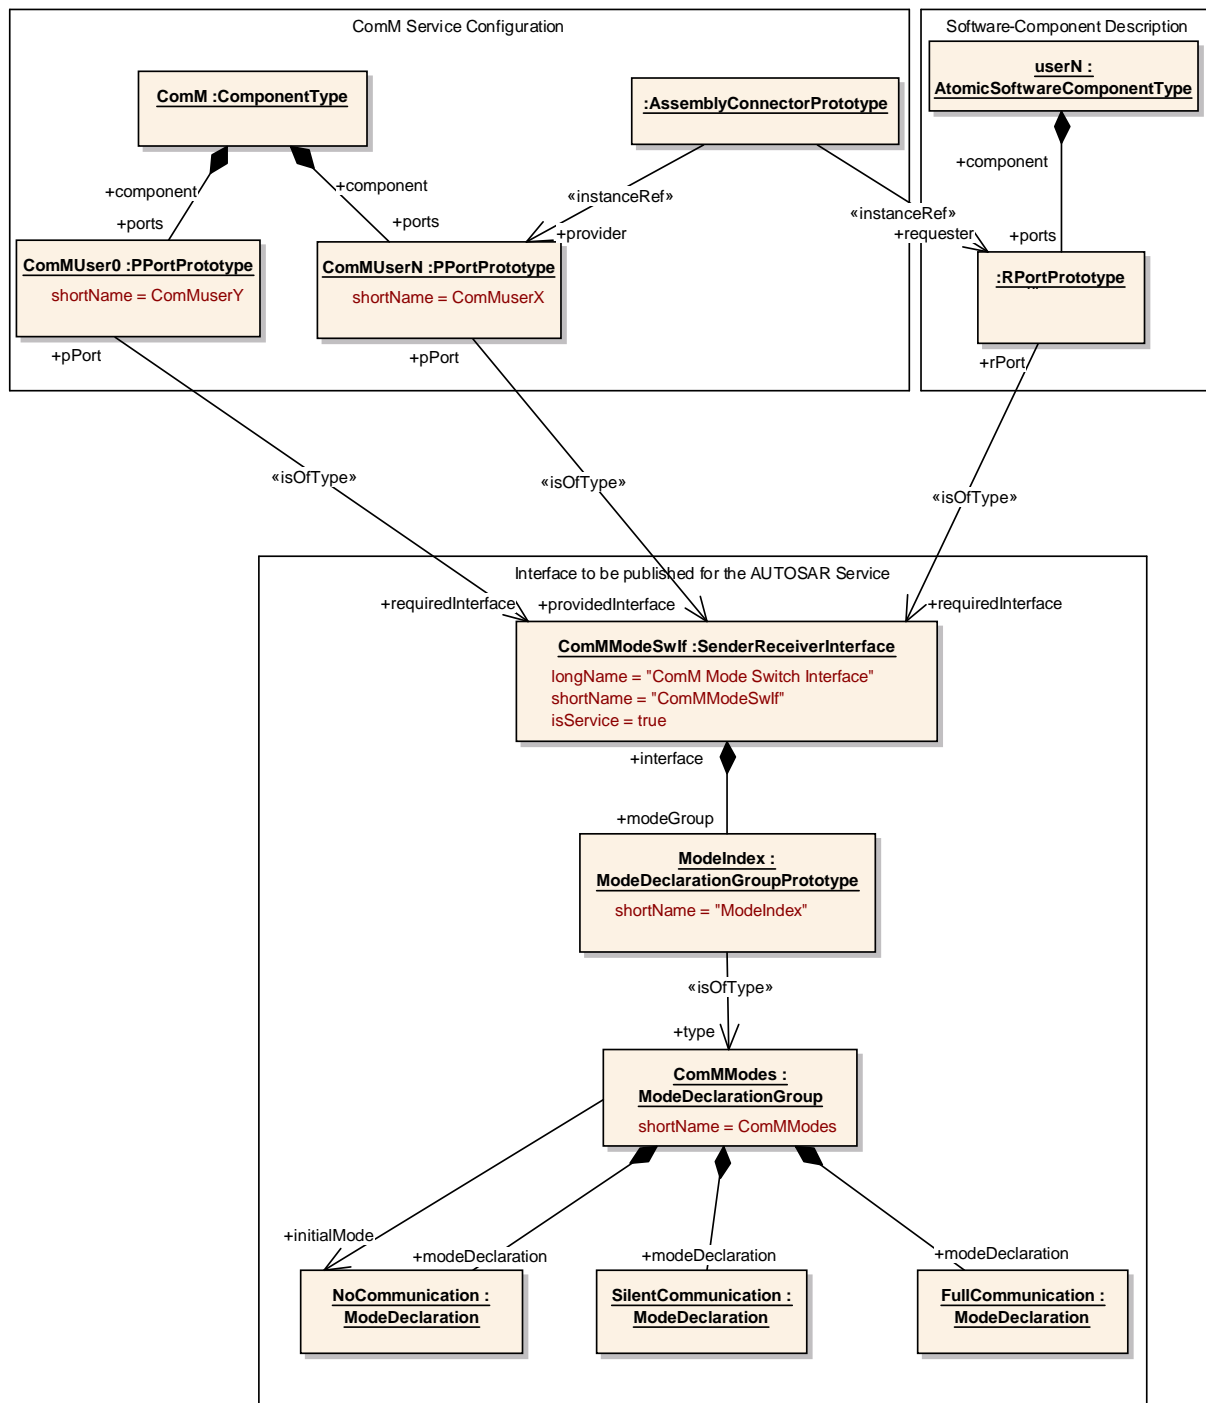 ComM Service Configuration
Software-Component Description
ComM :ComponentType
:AssemblyConnectorPrototype
userN :
AtomicSoftwareComponentType
+component
+component
+component
«instanceRef»
«instanceRef»
+ports
+ports
+provider
+requester
+ports
ComMUser0 :PPortPrototype
shortName = ComMuserY
ComMUserN :PPortPrototype
shortName = ComMuserX
:RPortPrototype
+pPort
+pPort
+rPort
«isOfType»
«isOfType»
«isOfType»
Interface to be published for the AUTOSAR Service
+requiredInterface
+providedInterface
+requiredInterface
ComMModeSwIf :SenderReceiverInterface
longName = "ComM Mode Switch Interface"
shortName = "ComMModeSwIf"
isService = true
+interface
+modeGroup
ModeIndex :
ModeDeclarationGroupPrototype
shortName = "ModeIndex"
«isOfType»
+type
ComMModes :
ModeDeclarationGroup
shortName = ComMModes
+initialMode
+modeDeclaration
+modeDeclaration
+modeDeclaration
NoCommunication :
ModeDeclaration
SilentCommunication :
ModeDeclaration
FullCommunication :
ModeDeclaration